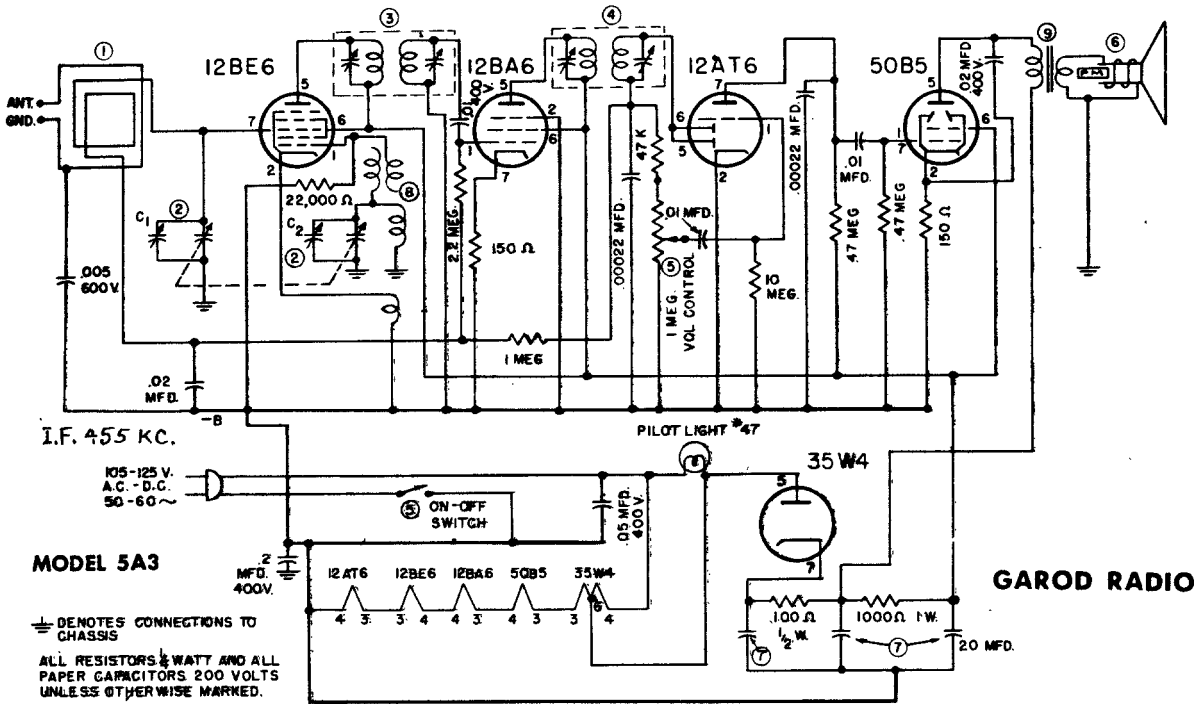 ①
③
④
⑨
⑥
12BE6
12BA6
12AT6
50B5
ANT.
GND.
5
7
6
1
2
.01
400
V.
5
2
6
1
7
7
6
5
1
2
5
7
1
6
2
.02 MFD.
400V.
P.M.
22,000 Ω
⑧
C1
②
C2
②
2.2 MEG.
150 Ω
47K
.00022 MFD.
.01 MFD.
⑤
1 MEG.
VOL CONTROL
10
MEG.
.00022 MFD.
.01
MFD.
.47 MEG
.47 MEG
150 Ω
.005
600V.
1 MEG
.02
MFD.
-B
I.F. 455 KC.
PILOT LIGHT #47
35W4
105-125 V.
A.C.-D.C.
50-60~
⑤ ON-OFF
SWITCH
.05 MFD.
400V.
5
7
MODEL 5A3
.2
MFD.
400V.
12AT6
12BE6
12BA6
50B5
35W4
6
4 3
3 4
4 3
4 3
3 4
100 Ω
1/2 W.
1000Ω 1W.
⑦
⑦
20 MFD.
GAROD RADIO
DENOTES CONNECTIONS TO
CHASSIS
ALL RESISTORS ½ WATT AND ALL
PAPER CAPACITORS 200 VOLTS
UNLESS OTHERWISE MARKED.